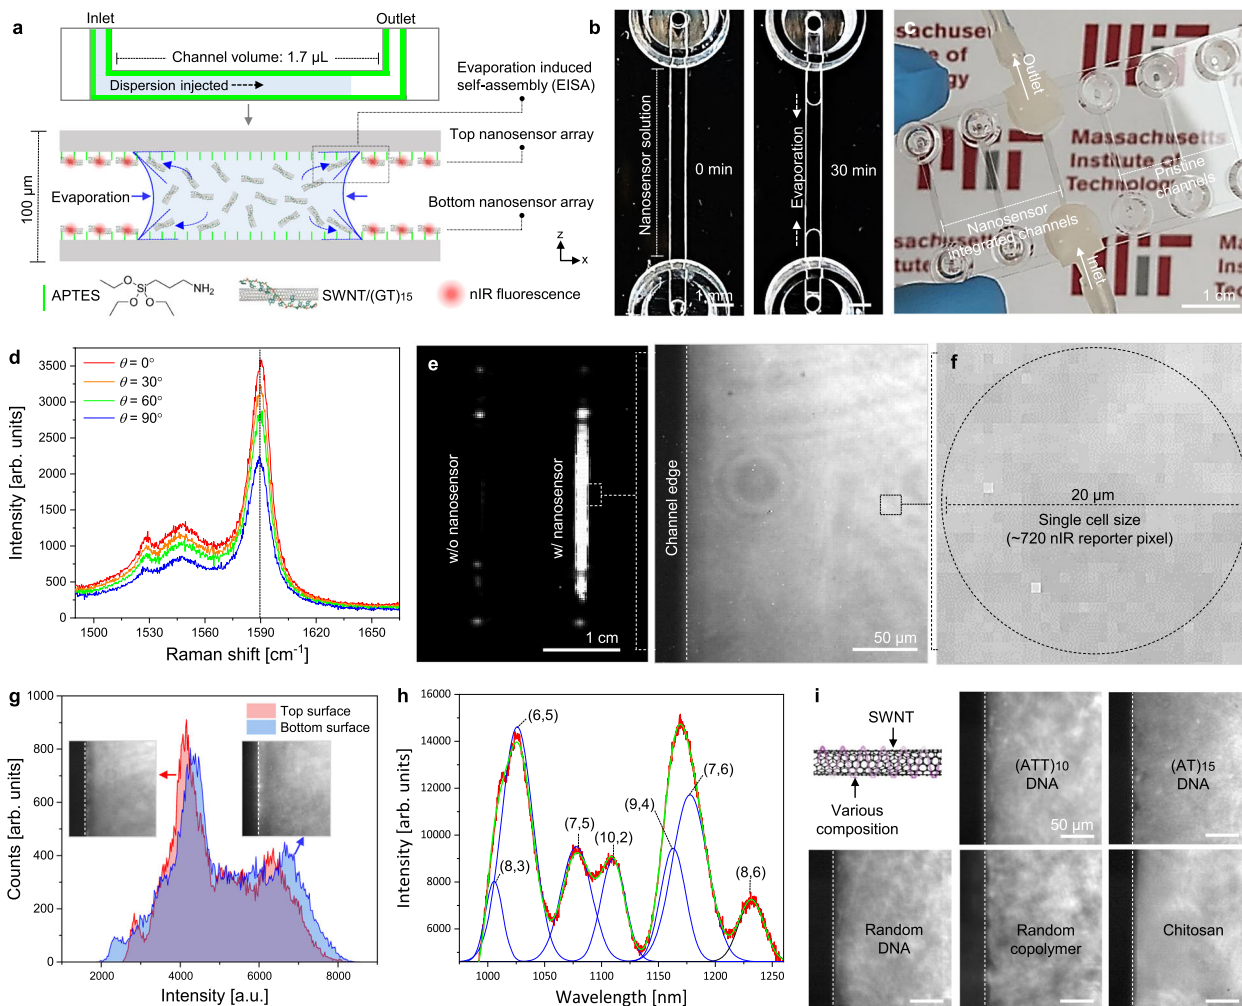 a
Inlet
Outlet
Channel volume: 1.7 µL
Dispersion injected
Evaporation induced
self-assembly (EISA)
Top nanosensor array
Evaporation
Bottom nanosensor array
100 µm
z
x
APTES
O
Si
O
O
NH2
SWNT/(GT)15
nIR fluorescence
b
Nanosensor solution
0 min
1 mm
Evaporation
30 min
c
Massachusetts
Institute of
Technology
Outlet
Massachusetts
Institute of
Technology
Pristine
channels
Nanosensor
integrated channels
Inlet
1 cm
d
θ = 0°
θ = 30°
θ = 60°
θ = 90°
Intensity [arb. units]
3500
3000
2500
2000
1500
1000
500
0
1500
1530
1560
1590
1620
1650
Raman shift [cm-1]
e
w/o nanosensor
w/ nanosensor
1 cm
Channel edge
50 µm
f
20 µm
Single cell size
(~720 nIR reporter pixel)
g
Top surface
Bottom surface
Counts [arb. units]
1000
800
600
400
200
0
2000
4000
6000
8000
Intensity [a.u.]
h
Intensity [arb. units]
16000
14000
12000
10000
8000
6000
(6,5)
(8,3)
(7,5)
(10,2)
(9,4)
(7,6)
(8,6)
1000
1050
1100
1150
1200
1250
Wavelength [nm]
i
SWNT
Various
composition
(ATT)10
DNA
50 µm
(AT)15
DNA
Random
DNA
Random
copolymer
Chitosan